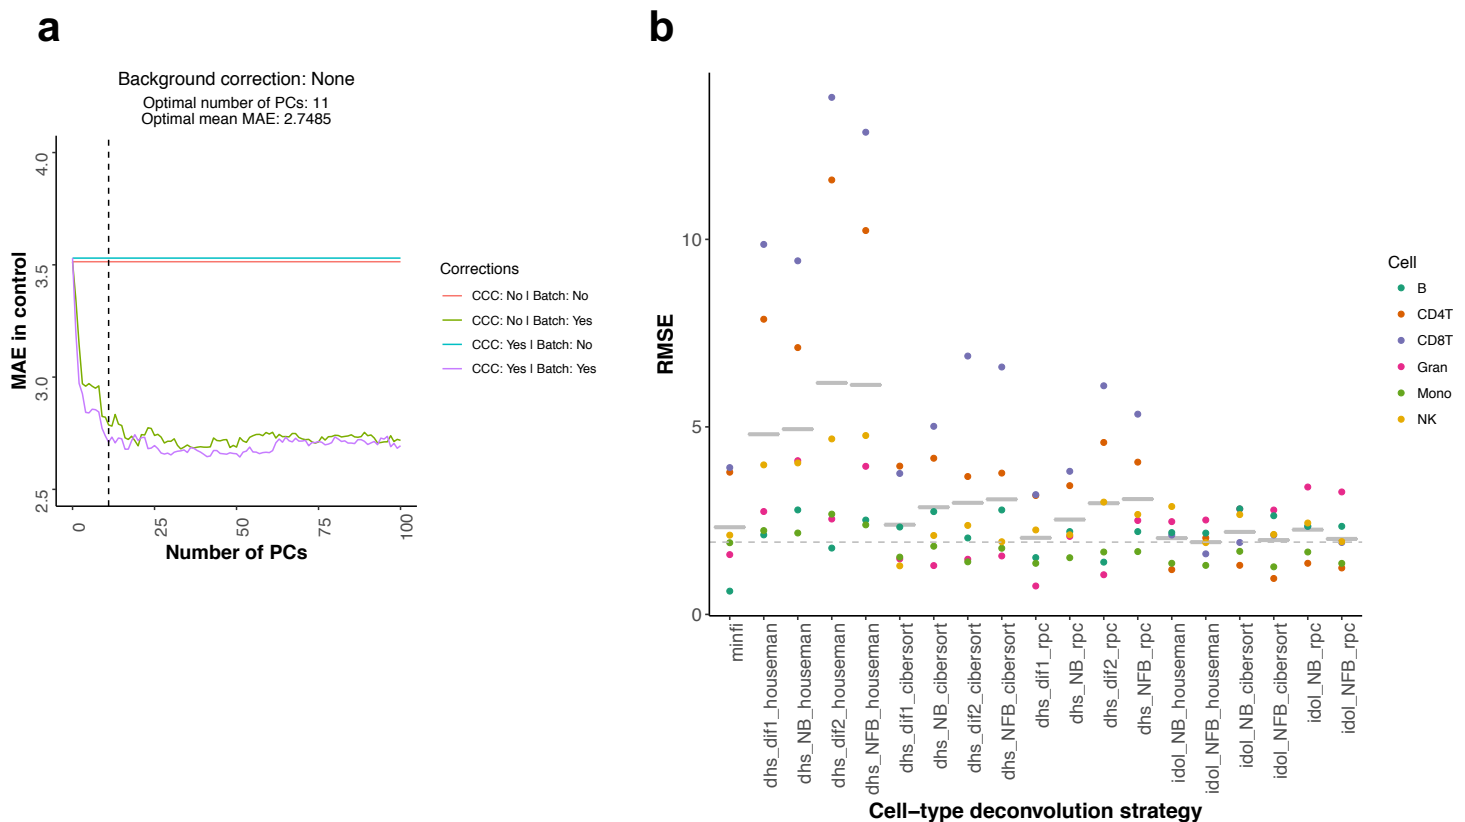 a
Background correction: None
Optimal number of PCs: 11
Optimal mean MAE: 2.7485
MAE in control
4.0
3.5
3.0
2.5
0
25
50
75
100
Number of PCs
Corrections
CCC: No | Batch: No
CCC: No | Batch: Yes
CCC: Yes | Batch: No
CCC: Yes | Batch: Yes
b
RMSE
10
5
0
minfi
dhs_dif1_houseman
dhs_NB_houseman
dhs_dif2_houseman
dhs_NFB_houseman
dhs_dif1_cibersort
dhs_NB_cibersort
dhs_dif2_cibersort
dhs_NFB_cibersort
dhs_dif1_rpc
dhs_NB_rpc
dhs_dif2_rpc
dhs_NFB_rpc
idol_NB_houseman
idol_NFB_houseman
idol_NB_cibersort
idol_NFB_cibersort
idol_NB_rpc
idol_NFB_rpc
Cell−type deconvolution strategy
Cell
B
CD4T
CD8T
Gran
Mono
NK